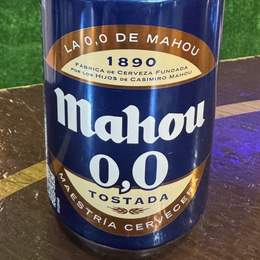 LA 0,0 DE MAHOU
1890
FÁBRICA DE CERVEZA FUNDADA
POR LOS HIJOS DE CASIMIRO MAHOU
Mahou
0,0
TOSTADA
MAESTRÍA CERVECERA